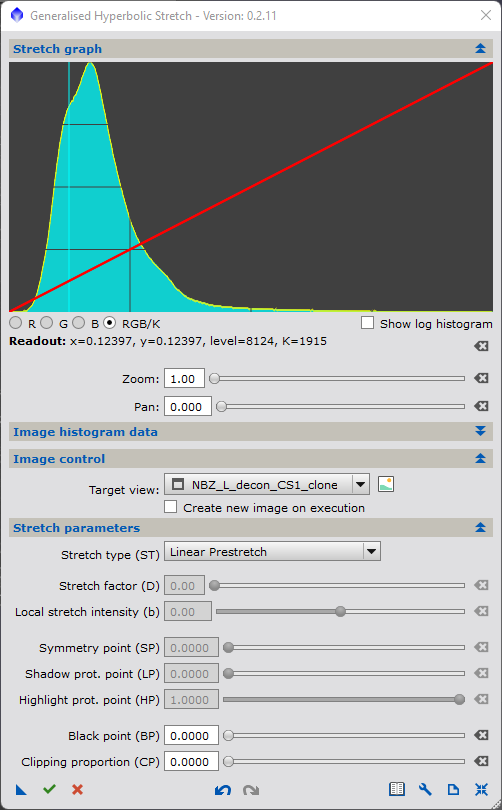 Generalised Hyperbolic Stretch - Version: 0.2.11
Stretch graph
R G B RGB/K Show log histogram
Readout: x=0.12397, y=0.12397, level=8124, K=1915
Zoom: 1.00
Pan: 0.000
Image histogram data
Image control
Target view: NBZ_L_decon_CS1_clone
Create new image on execution
Stretch parameters
Stretch type (ST) Linear Prestretch
Stretch factor (D) 0.00
Local stretch intensity (b) 0.00
Symmetry point (SP) 0.0000
Shadow prot. point (LP) 0.0000
Highlight prot. point (HP) 1.0000
Black point (BP) 0.0000
Clipping proportion (CP) 0.0000